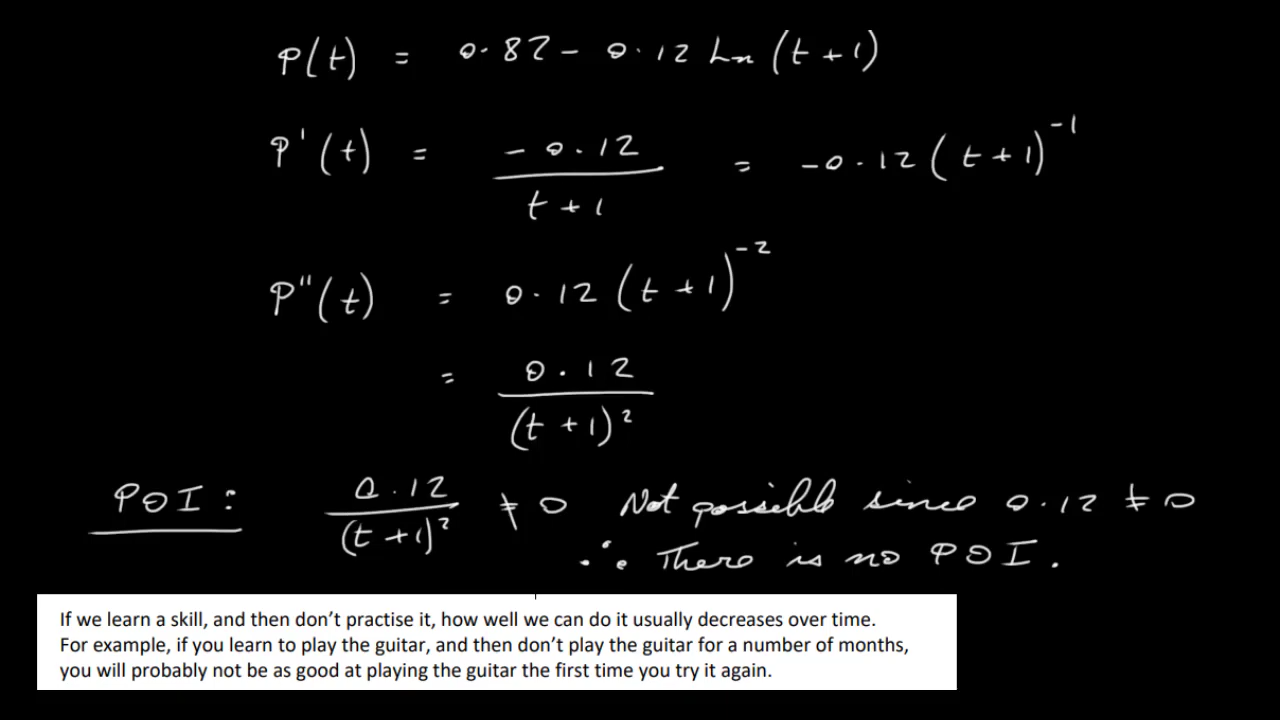 P(t) = 0.82 - 0.12 Ln (t+1)
P'(t) = -0.12 / t+1 = -0.12 (t+1)^-1
P''(t) = 0.12 (t+1)^-2
= 0.12 / (t+1)^2
POI: 0.12 / (t+1)^2 ≠ 0 Not possible since 0.12 ≠ 0
∴ There is no POI.
If we learn a skill, and then don't practise it, how well we can do it usually decreases over time.
For example, if you learn to play the guitar, and then don't play the guitar for a number of months,
you will probably not be as good at playing the guitar the first time you try it again.